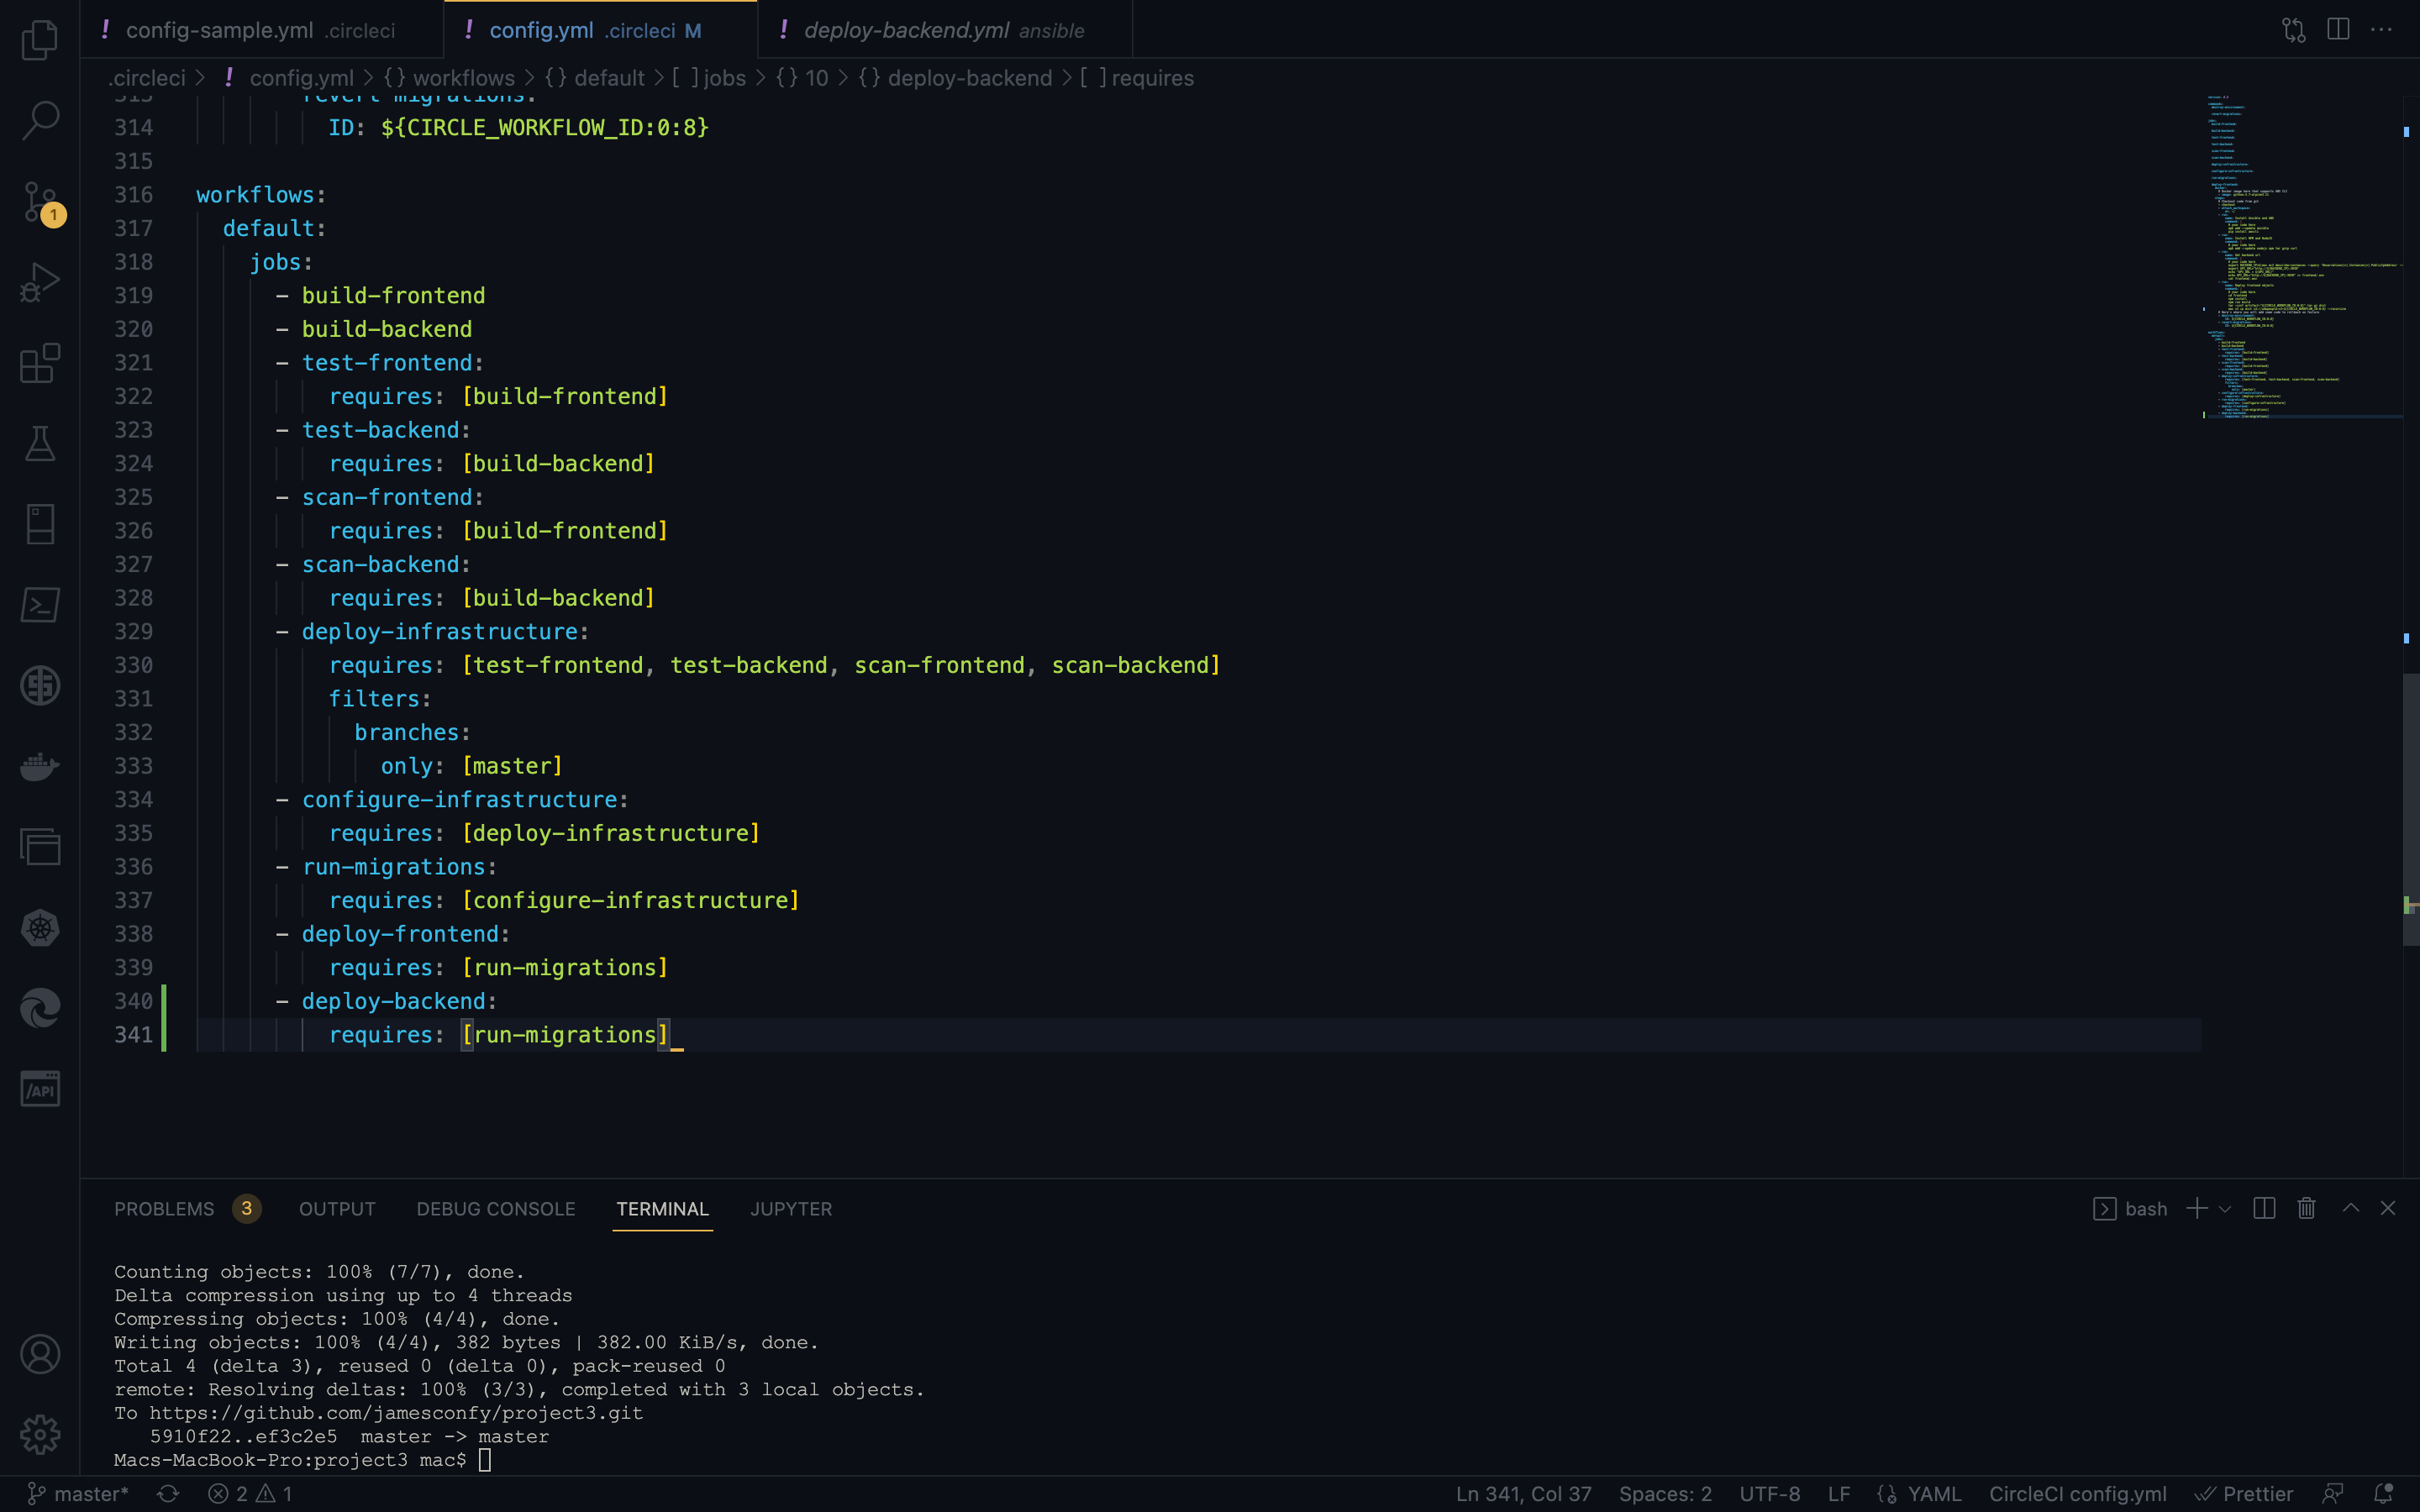 config-sample.yml .circleci
config.yml .circleci M
deploy-backend.yml ansible
.circleci > ! config.yml > {} workflows > {} default > [ ] jobs > {} 10 > {} deploy-backend > [ ] requires
313 revert-migrations:
314 ID: ${CIRCLE_WORKFLOW_ID:0:8}
315
316 workflows:
317 default:
318 jobs:
319 - build-frontend
320 - build-backend
321 - test-frontend:
322 requires: [build-frontend]
323 - test-backend:
324 requires: [build-backend]
325 - scan-frontend:
326 requires: [build-frontend]
327 - scan-backend:
328 requires: [build-backend]
329 - deploy-infrastructure:
330 requires: [test-frontend, test-backend, scan-frontend, scan-backend]
331 filters:
332 branches:
333 only: [master]
334 - configure-infrastructure:
335 requires: [deploy-infrastructure]
336 - run-migrations:
337 requires: [configure-infrastructure]
338 - deploy-frontend:
339 requires: [run-migrations]
340 - deploy-backend:
341 requires: [run-migrations]
1
/API
PROBLEMS 3 OUTPUT DEBUG CONSOLE TERMINAL JUPYTER
bash
Counting objects: 100% (7/7), done.
Delta compression using up to 4 threads
Compressing objects: 100% (4/4), done.
Writing objects: 100% (4/4), 382 bytes | 382.00 KiB/s, done.
Total 4 (delta 3), reused 0 (delta 0), pack-reused 0
remote: Resolving deltas: 100% (3/3), completed with 3 local objects.
To https://github.com/jamesconfy/project3.git
5910f22..ef3c2e5 master -> master
Macs-MacBook-Pro:project3 mac$
master* 2 1 Ln 341, Col 37 Spaces: 2 UTF-8 LF YAML CircleCI config.yml Prettier